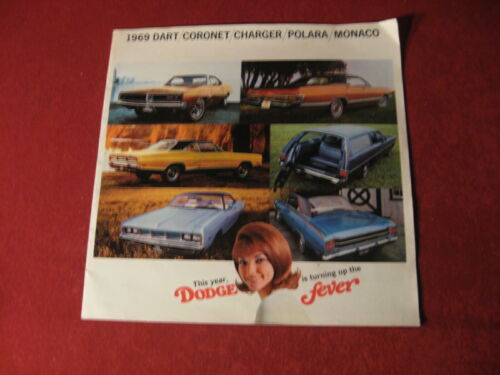 1969 DART/CORONET/CHARGER/POLARA/MONACO
This year, is turning up the
DODGE fever